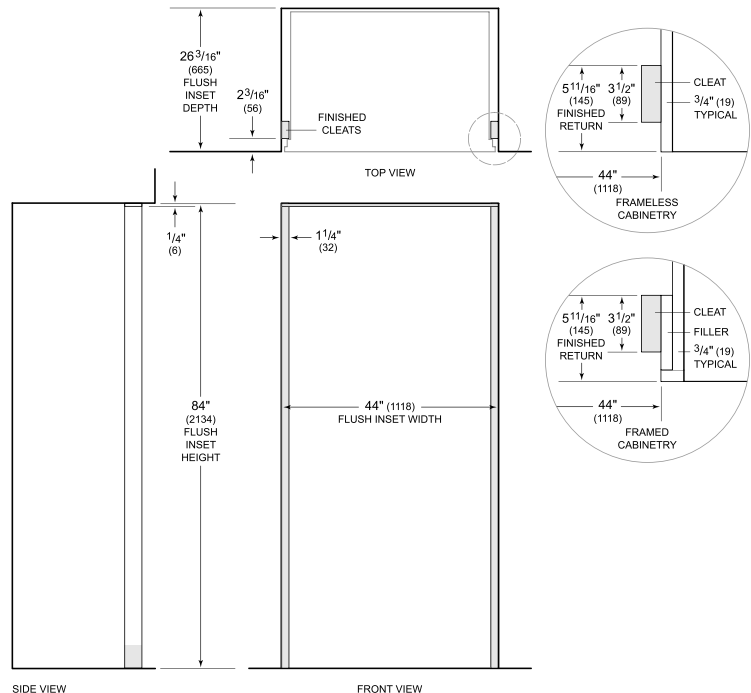 26 3/16"
(665)
FLUSH
INSET
DEPTH
2 3/16"
(56)
FINISHED
CLEATS
TOP VIEW
5 11/16"
(145)
FINISHED
RETURN
3 1/2"
(89)
CLEAT
3/4" (19)
TYPICAL
44"
(1118)
FRAMELESS
CABINETRY
1/4"
(6)
1 1/4"
(32)
5 11/16"
(145)
FINISHED
RETURN
3 1/2"
(89)
CLEAT
FILLER
3/4" (19)
TYPICAL
44"
(1118)
FRAMED
CABINETRY
84"
(2134)
FLUSH
INSET
HEIGHT
44" (1118)
FLUSH INSET WIDTH
SIDE VIEW
FRONT VIEW